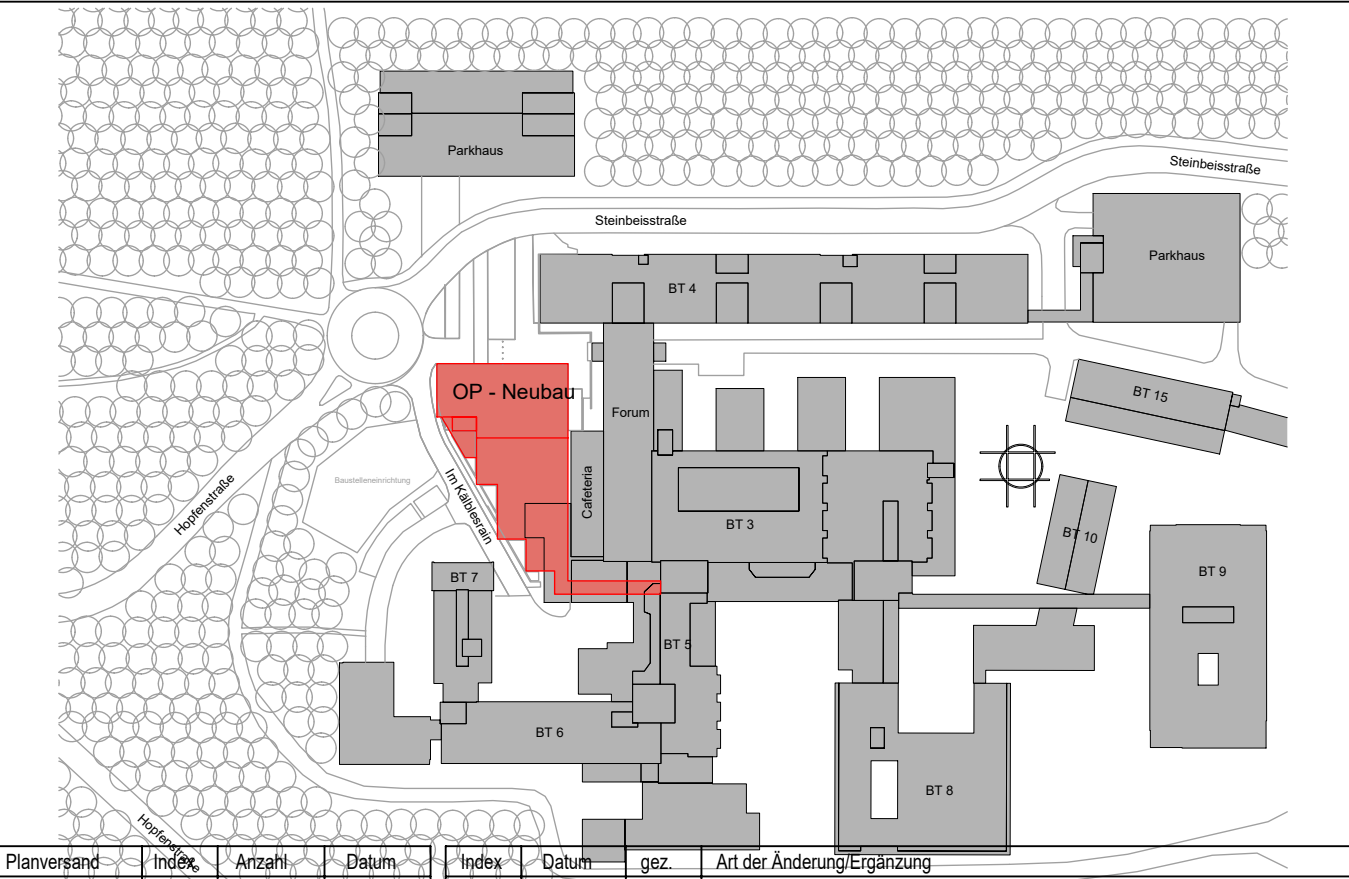 Parkhaus
Steinbeisstraße
Steinbeisstraße
Parkhaus
BT 4
OP - Neubau
BT 15
Forum
Cafeteria
Baustelleneinrichtung
Im Kälblesrain
Hopfenstraße
BT 3
BT 10
BT 7
BT 9
BT 5
BT 6
BT 8
Hopfenstraße
Planversand Index Anzahl Datum Index Datum gez. Art der Änderung/Ergänzung